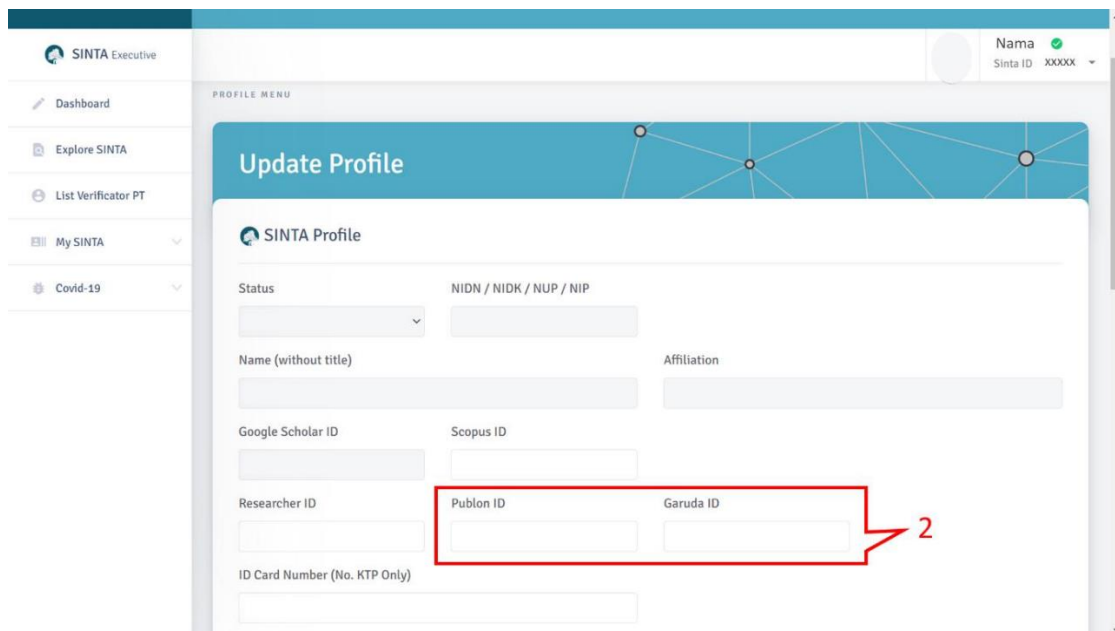 SINTA Executive
Nama
Sinta ID XXXXX
Dashboard
Explore SINTA
List Verificator PT
My SINTA
Covid-19
PROFILE MENU
Update Profile
SINTA Profile
Status NIDN / NIDK / NUP / NIP
Name (without title) Affiliation
Google Scholar ID Scopus ID
Researcher ID Publon ID Garuda ID
2
ID Card Number (No. KTP Only)